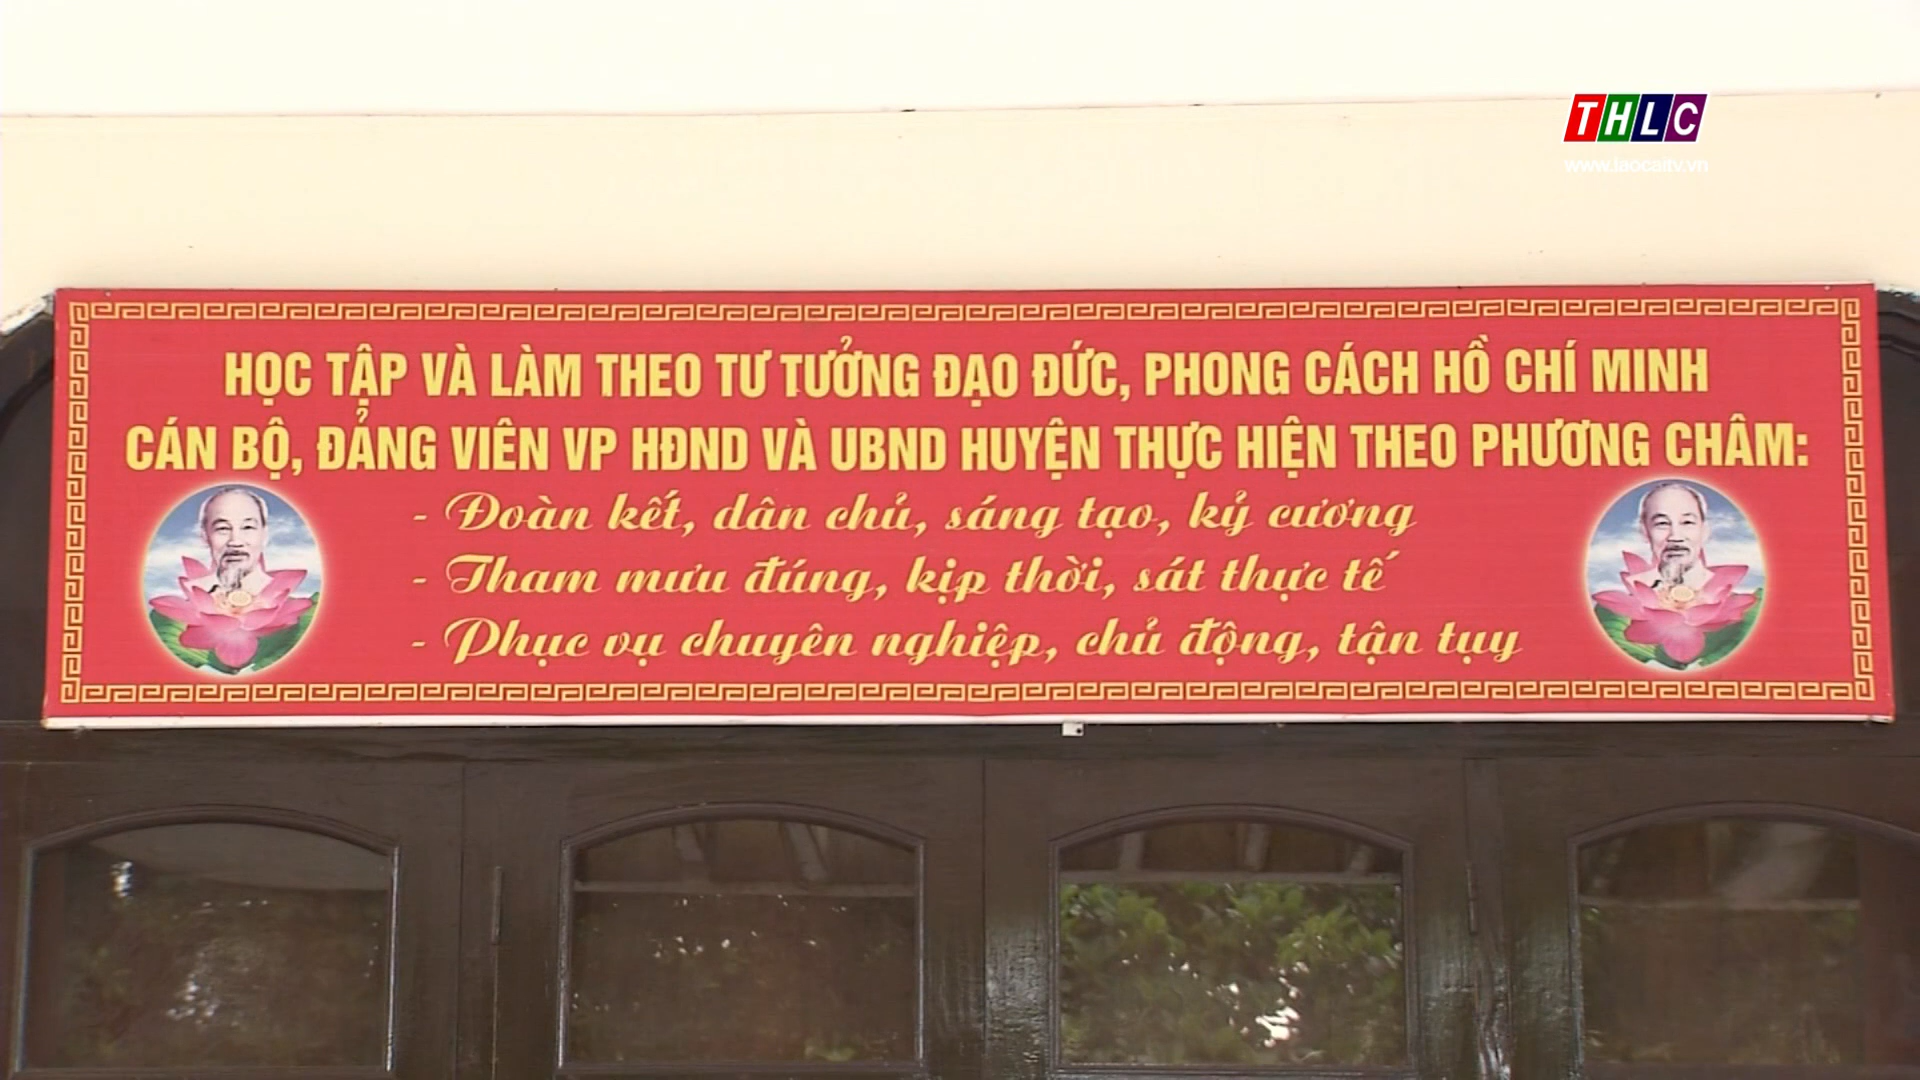 THLC
www.laocaitv.vn
HỌC TẬP VÀ LÀM THEO TƯ TƯỞNG ĐẠO ĐỨC, PHONG CÁCH HỒ CHÍ MINH
CÁN BỘ, ĐẢNG VIÊN VP HĐND VÀ UBND HUYỆN THỰC HIỆN THEO PHƯƠNG CHÂM:
- Đoàn kết, dân chủ, sáng tạo, kỷ cương
- Tham mưu đúng, kịp thời, sát thực tế
- Phục vụ chuyên nghiệp, chủ động, tận tụy